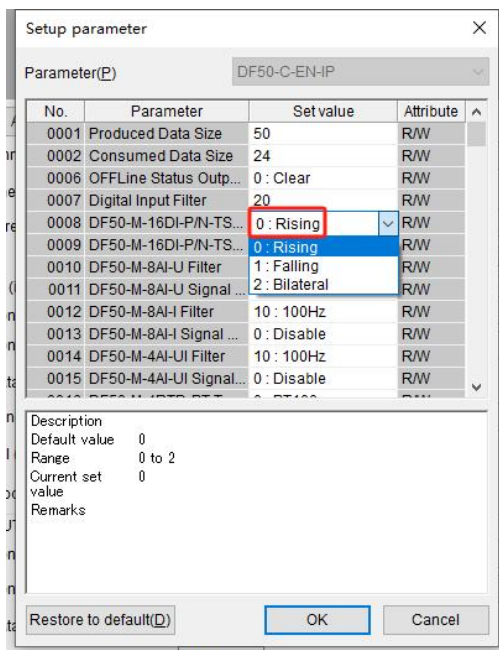 Setup parameter
Parameter(P) DF50-C-EN-IP
No. Parameter Set value Attribute
0001 Produced Data Size 50 R/W
0002 Consumed Data Size 24 R/W
0006 OFFLine Status Outp... 0 : Clear R/W
0007 Digital Input Filter 20 R/W
0008 DF50-M-16DI-P/N-TS... 0 : Rising R/W
0009 DF50-M-16DI-P/N-TS... 0 : Rising R/W
0010 DF50-M-8AI-U Filter 1 : Falling R/W
0011 DF50-M-8AI-U Signal ... 2 : Bilateral R/W
0012 DF50-M-8AI-I Filter 10 : 100Hz R/W
0013 DF50-M-8AI-I Signal ... 0 : Disable R/W
0014 DF50-M-4AI-UI Filter 10 : 100Hz R/W
0015 DF50-M-4AI-UI Signal... 0 : Disable R/W
Description
Default value 0
Range 0 to 2
Current set 0
value
Remarks
Restore to default(D) OK Cancel